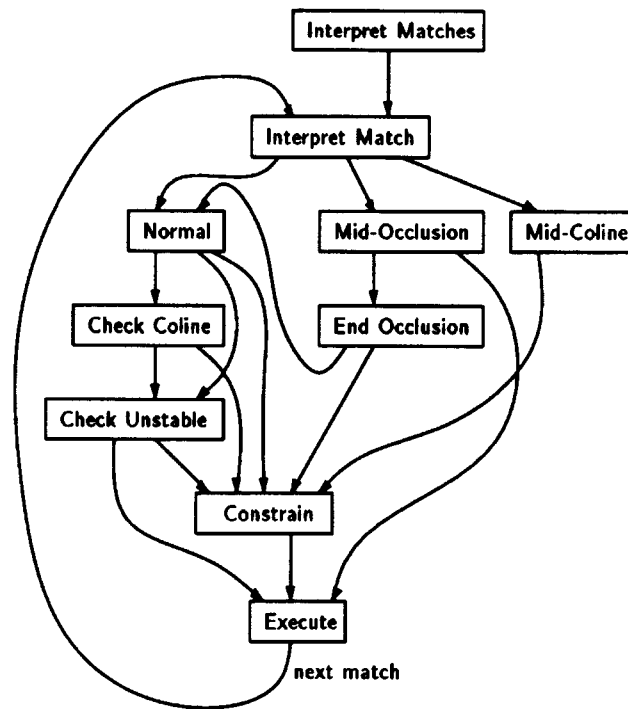 Interpret Matches
Interpret Match
Normal
Mid-Occlusion
Mid-Coline
Check Coline
End Occlusion
Check Unstable
Constrain
Execute
next match